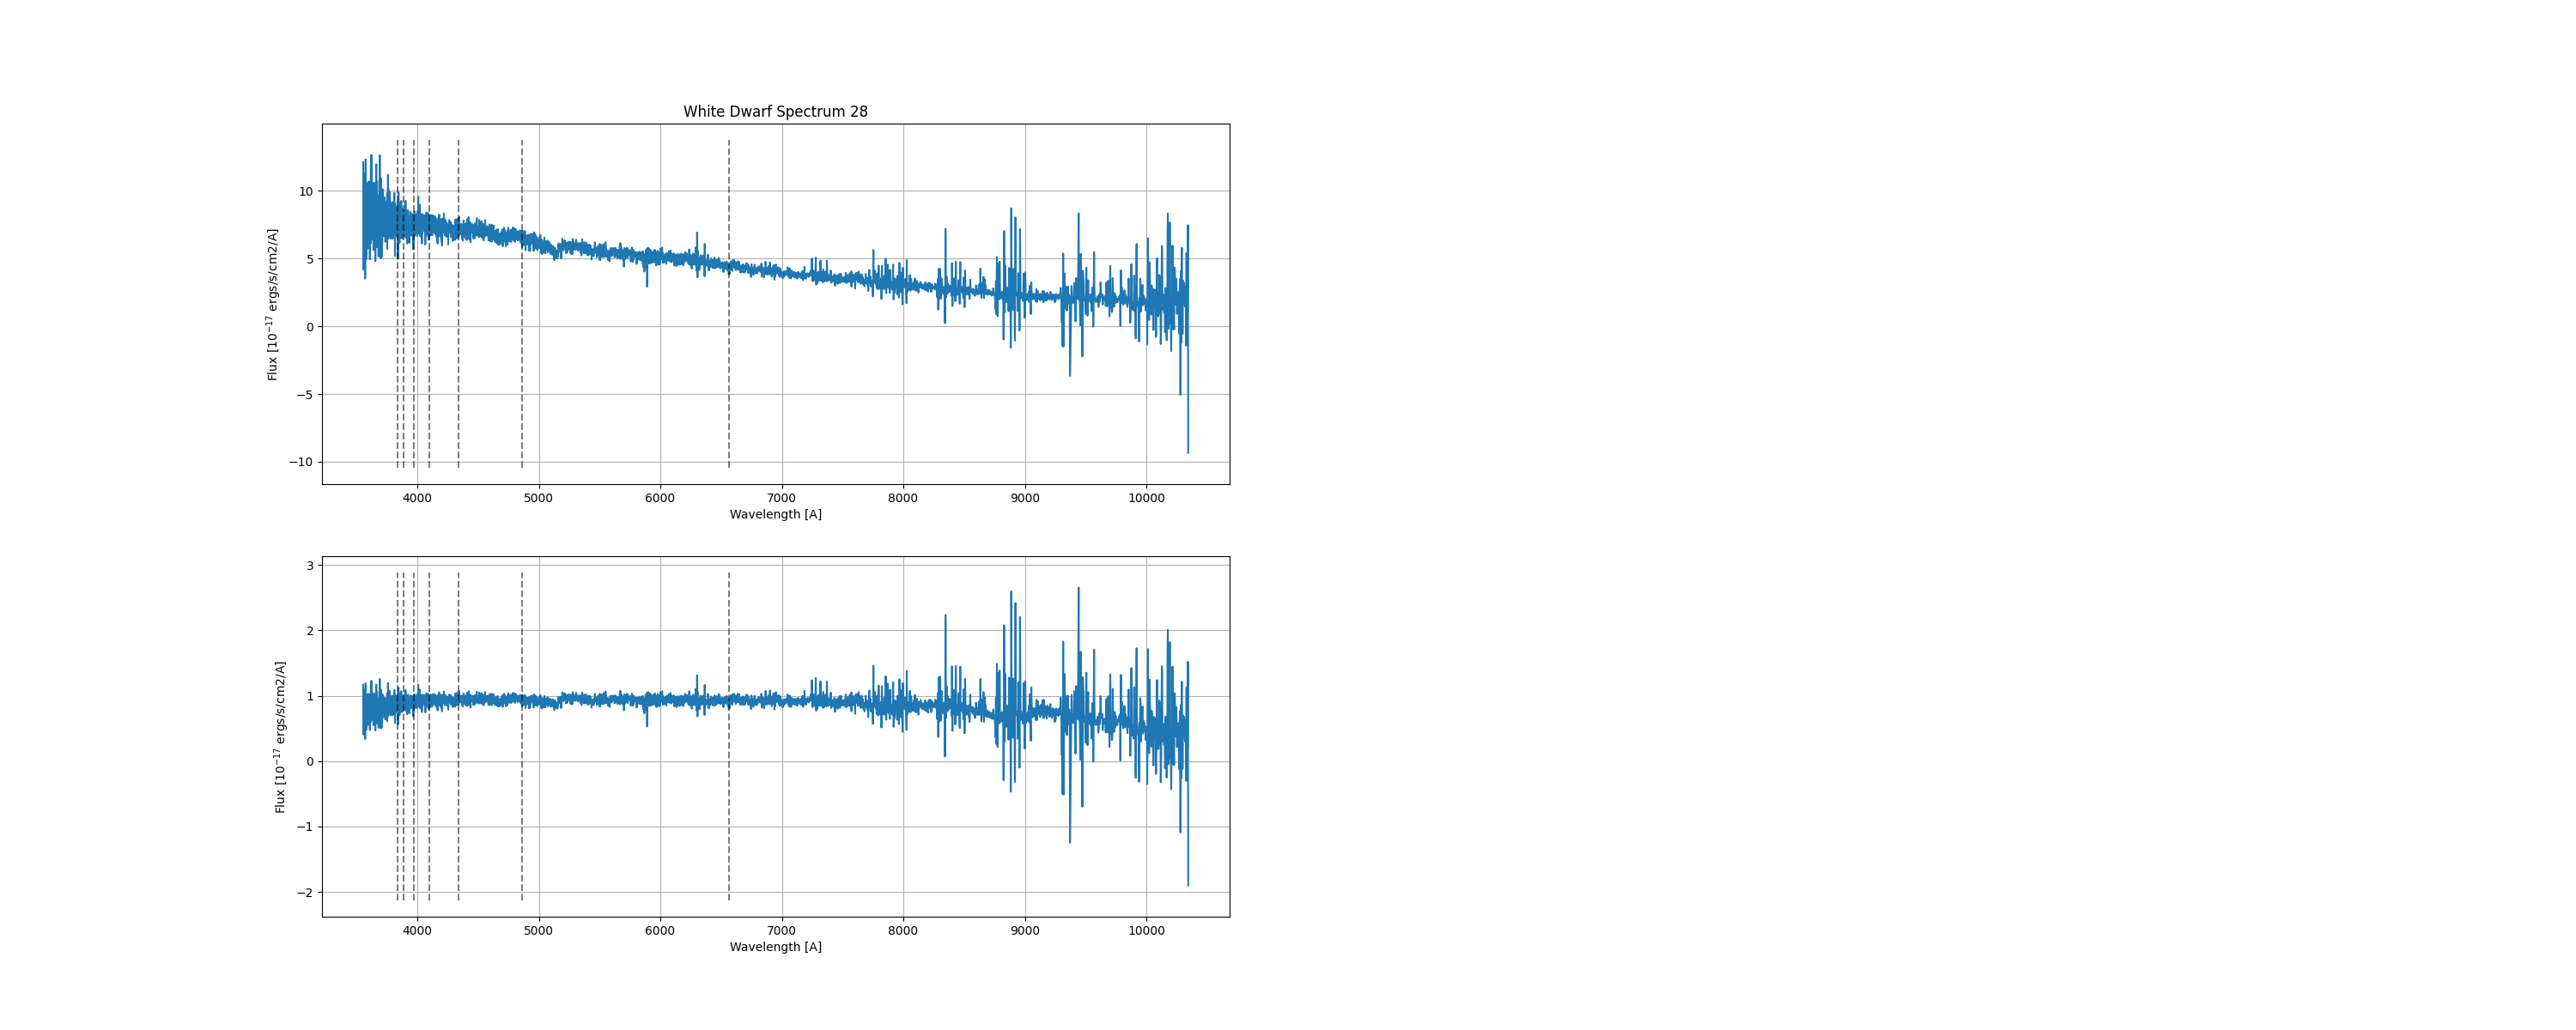 White Dwarf Spectrum 28
Flux [10⁻¹⁷ ergs/s/cm2/A]
10
5
0
−5
−10
4000 5000 6000 7000 8000 9000 10000
Wavelength [A]
Flux [10⁻¹⁷ ergs/s/cm2/A]
3
2
1
0
−1
−2
4000 5000 6000 7000 8000 9000 10000
Wavelength [A]